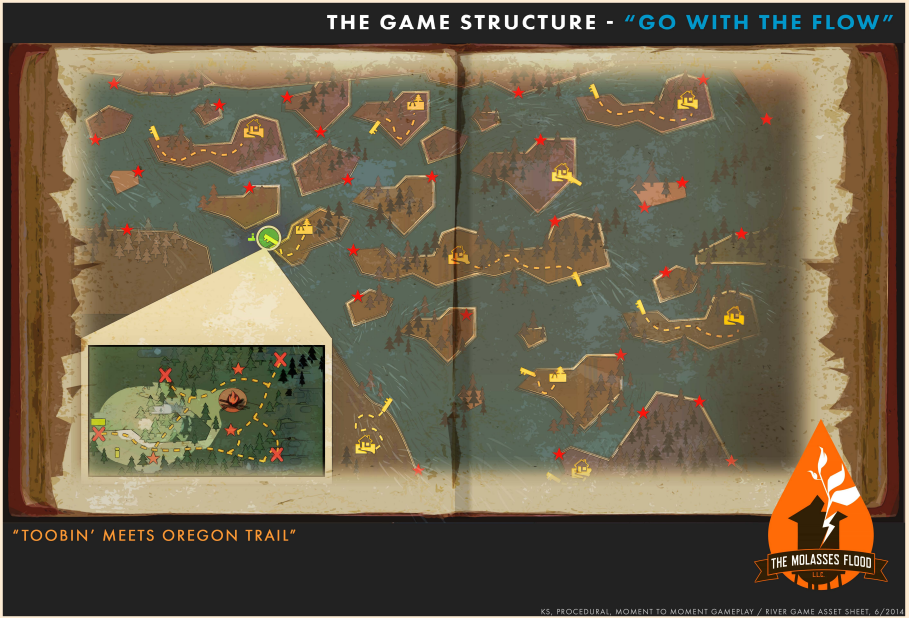 THE GAME STRUCTURE - “GO WITH THE FLOW”
“TOOBIN’ MEETS OREGON TRAIL”
THE MOLASSES FLOOD
LLC.
KS, PROCEDURAL, MOMENT TO MOMENT GAMEPLAY / RIVER GAME ASSET SHEET, 6/2014